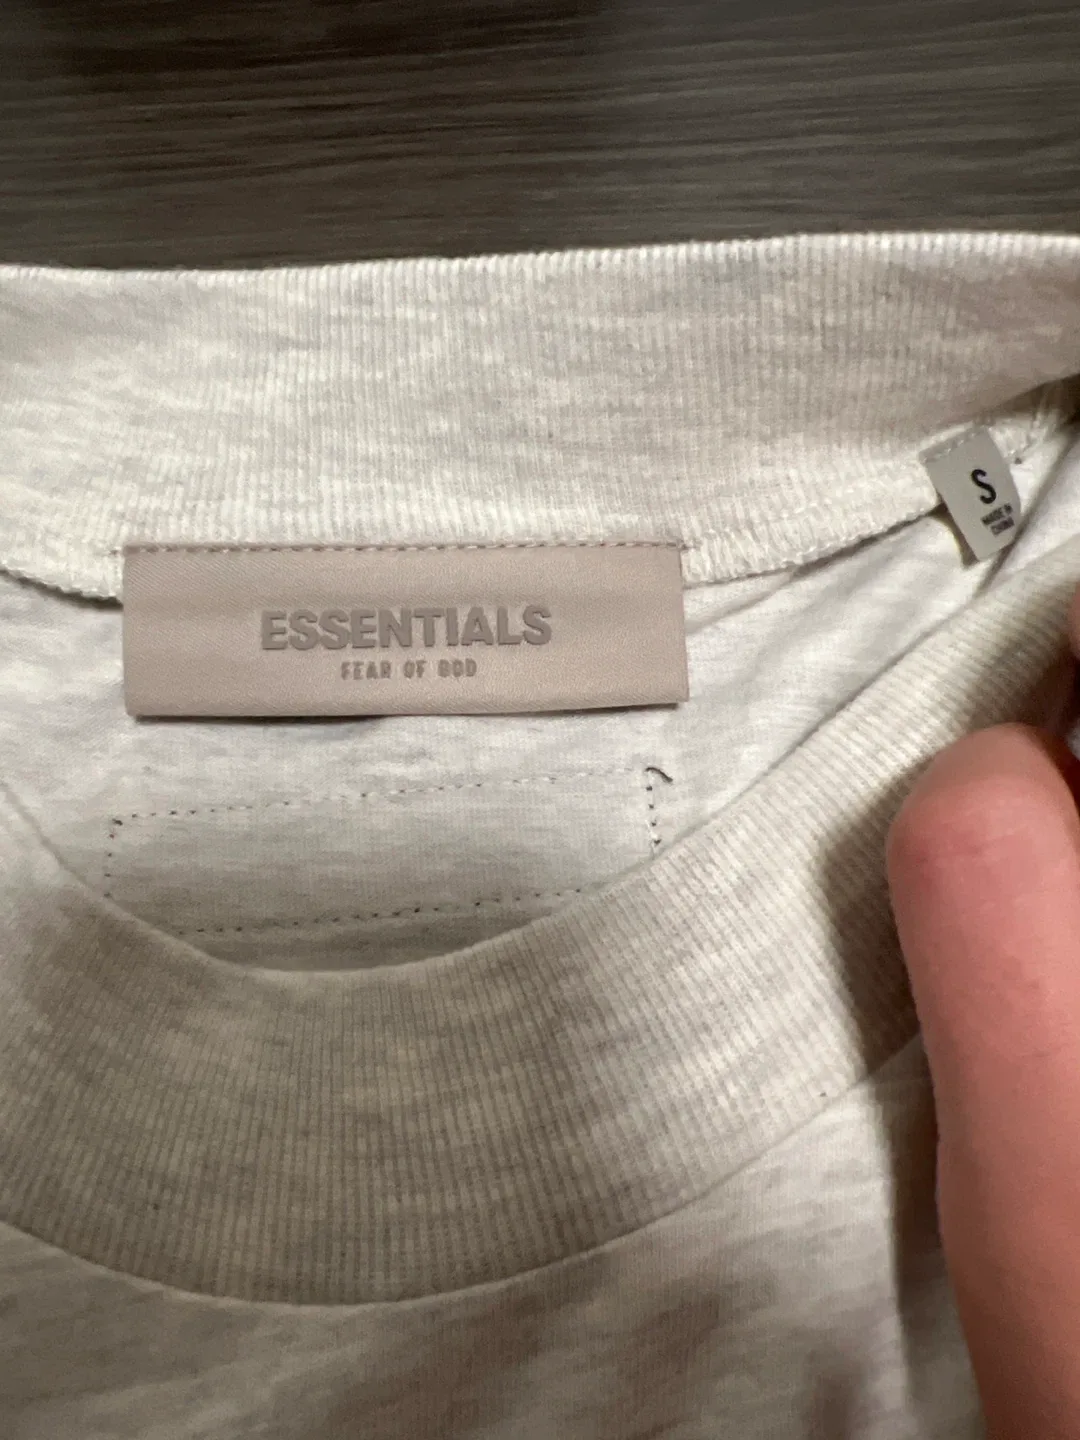 ESSENTIALS
FEAR OF GOD
S
MADE IN
CHINA